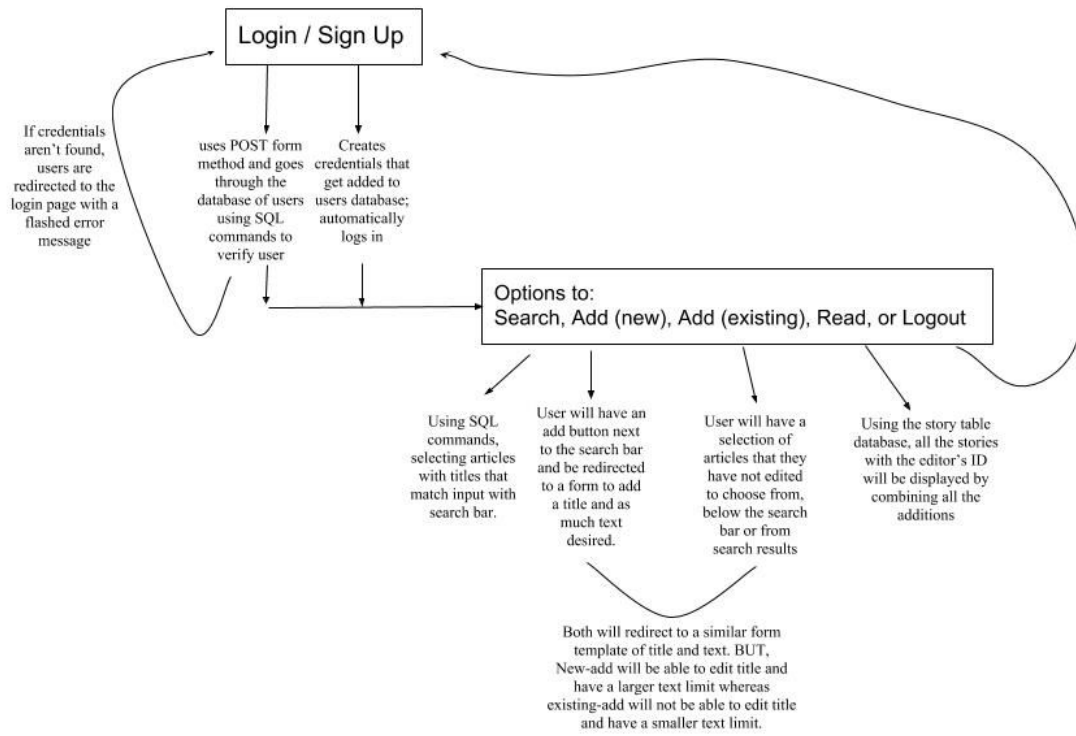 Login / Sign Up
If credentials
aren't found,
users are
redirected to the
login page with a
flashed error
message
uses POST form
method and goes
through the
database of users
using SQL
commands to
verify user
Creates
credentials that
get added to
users database;
automatically
logs in
Options to:
Search, Add (new), Add (existing), Read, or Logout
Using SQL
commands,
selecting articles
with titles that
match input with
search bar.
User will have an
add button next
to the search bar
and be redirected
to a form to add
a title and as
much text
desired.
User will have a
selection of
articles that they
have not edited
to choose from,
below the search
bar or from
search results
Using the story table
database, all the stories
with the editor's ID
will be displayed by
combining all the
additions
Both will redirect to a similar form
template of title and text. BUT,
New-add will be able to edit title and
have a larger text limit whereas
existing-add will not be able to edit title
and have a smaller text limit.